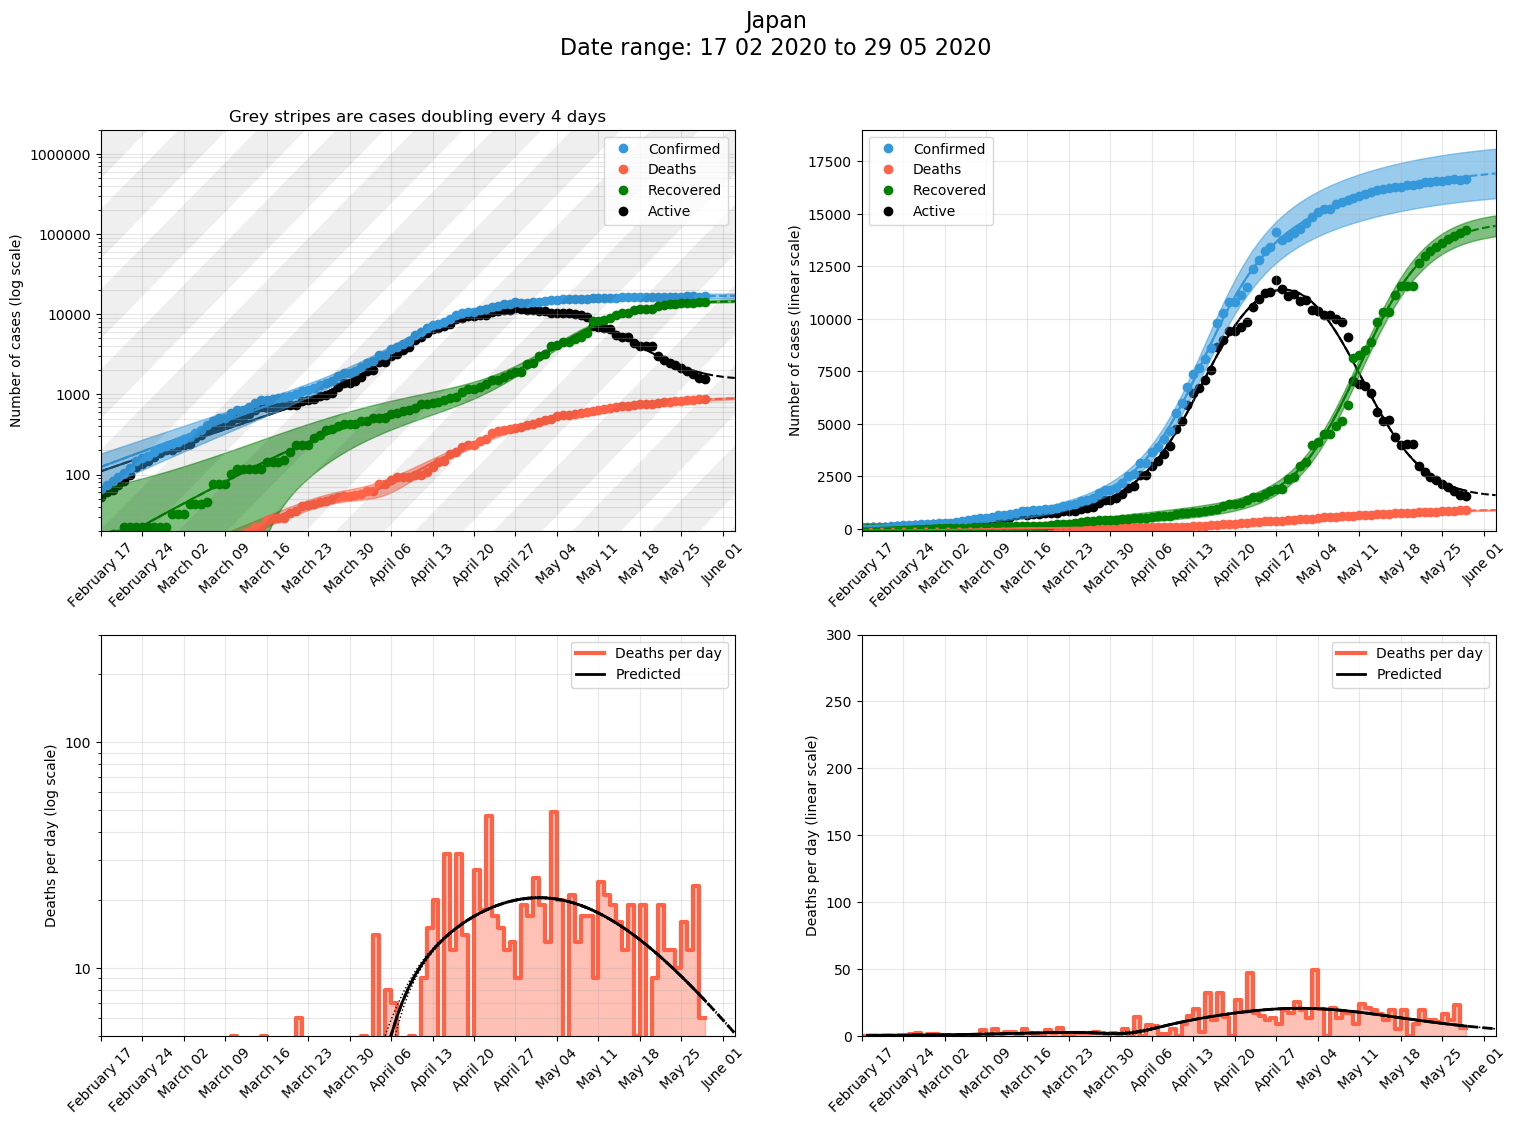 Japan
Date range: 17 02 2020 to 29 05 2020
Grey stripes are cases doubling every 4 days
Number of cases (log scale)
1000000
100000
10000
1000
100
Confirmed
Deaths
Recovered
Active
February 17
February 24
March 02
March 09
March 16
March 23
March 30
April 06
April 13
April 20
April 27
May 04
May 11
May 18
May 25
June 01
Number of cases (linear scale)
17500
15000
12500
10000
7500
5000
2500
0
Confirmed
Deaths
Recovered
Active
February 17
February 24
March 02
March 09
March 16
March 23
March 30
April 06
April 13
April 20
April 27
May 04
May 11
May 18
May 25
June 01
Deaths per day (log scale)
100
10
Deaths per day
Predicted
February 17
February 24
March 02
March 09
March 16
March 23
March 30
April 06
April 13
April 20
April 27
May 04
May 11
May 18
May 25
June 01
Deaths per day (linear scale)
300
250
200
150
100
50
0
Deaths per day
Predicted
February 17
February 24
March 02
March 09
March 16
March 23
March 30
April 06
April 13
April 20
April 27
May 04
May 11
May 18
May 25
June 01